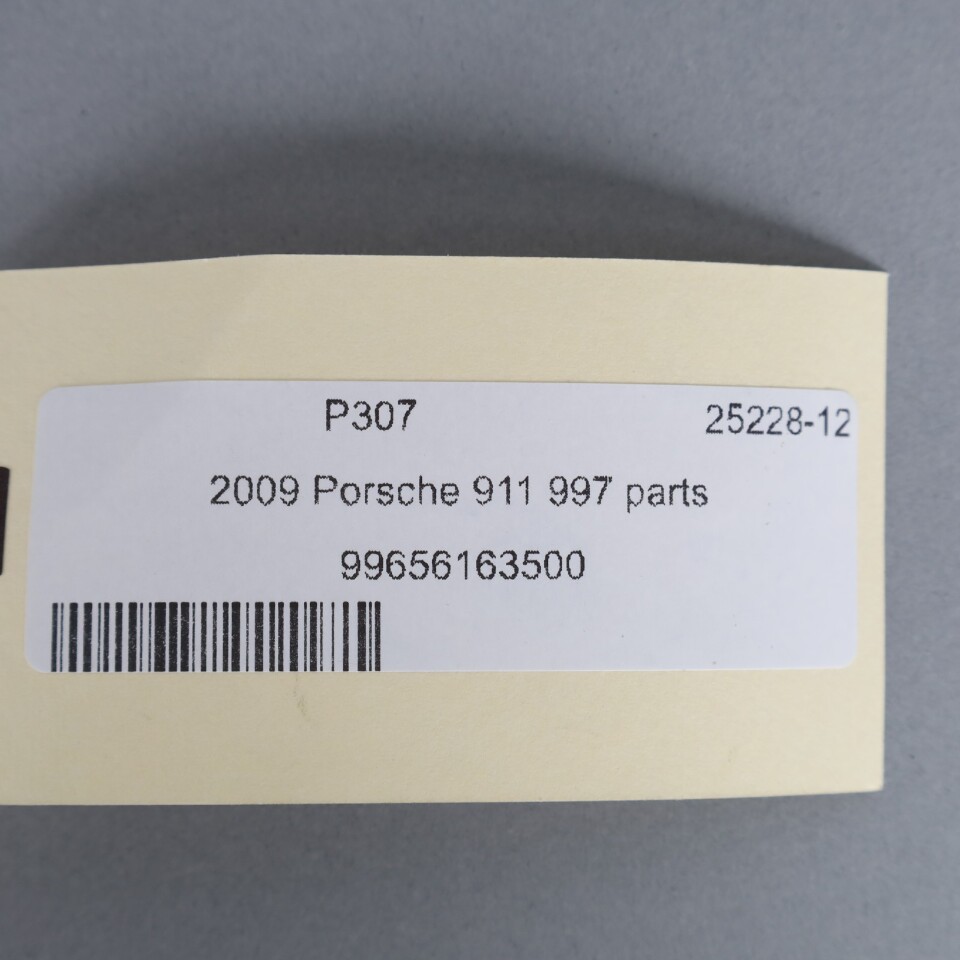 P307 25228-12
2009 Porsche 911 997 parts
99656163500